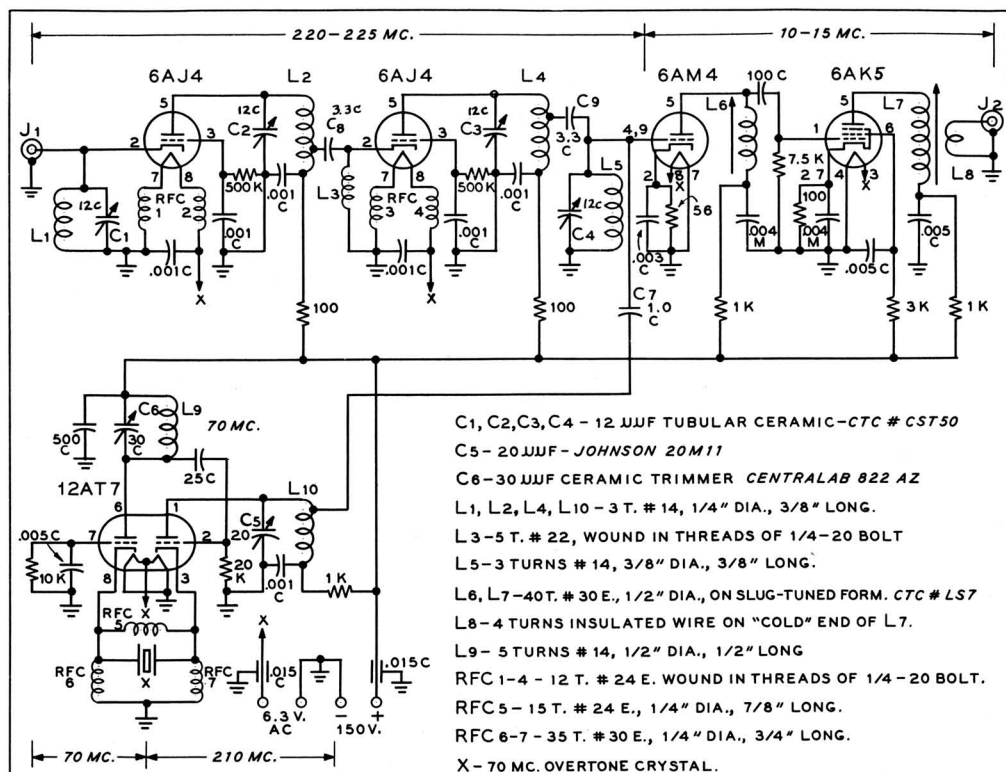 220-225 MC.
10-15 MC.
6AJ4
L2
6AJ4
L4
6AM4
6AK5
J1
5
12C
C2
3.3C
C8
5
12C
C3
C9
3.3
C
100 C
L6
5
L7
J2
2
3
2
3
4,9
1
6
L8
7
8
500 K
.001
C
7
8
500K
.001
C
L5
2
8
7
X
7.5 K
2 7
4
3
X
12C
L1
C1
RFC
1
2
.001
C
L3
RFC
3
4
.001
C
12C
C4
56
.003
C
.004
M
100
.004
M
.005
C
.001C
.001C
.005C
X
X
100
100
C7
1.0
C
1K
3K
1K
C6
L9
70 MC.
500
C
30
C
25C
12AT7
6
1
L10
C5
20
.005C
7
2
10K
8
3
20
K
.001
C
1K
X
RFC
5
RFC
6
X
RFC
7
X
.015
C
.015C
6.3 V.
AC
-
+
150V.
70 MC.
210 MC.
C1, C2, C3, C4 - 12 µµF TUBULAR CERAMIC-CTC # CST50
C5 - 20 µµF - JOHNSON 20M11
C6-30 µµF CERAMIC TRIMMER CENTRALAB 822 AZ
L1, L2, L4, L10 - 3 T. # 14, 1/4" DIA., 3/8" LONG.
L3-5 T. # 22, WOUND IN THREADS OF 1/4-20 BOLT
L5-3 TURNS #14, 3/8" DIA., 3/8" LONG.
L6, L7-40T. # 30 E., 1/2" DIA., ON SLUG-TUNED FORM. CTC # LS7
L8-4 TURNS INSULATED WIRE ON "COLD" END OF L7.
L9- 5 TURNS #14, 1/2" DIA., 1/2" LONG
RFC 1-4 - 12 T. #24 E. WOUND IN THREADS OF 1/4-20 BOLT.
RFC 5 - 15 T. # 24 E., 1/4" DIA., 7/8" LONG.
RFC 6-7 - 35 T. #30 E., 1/4" DIA., 3/4" LONG.
X- 70 MC. OVERTONE CRYSTAL.